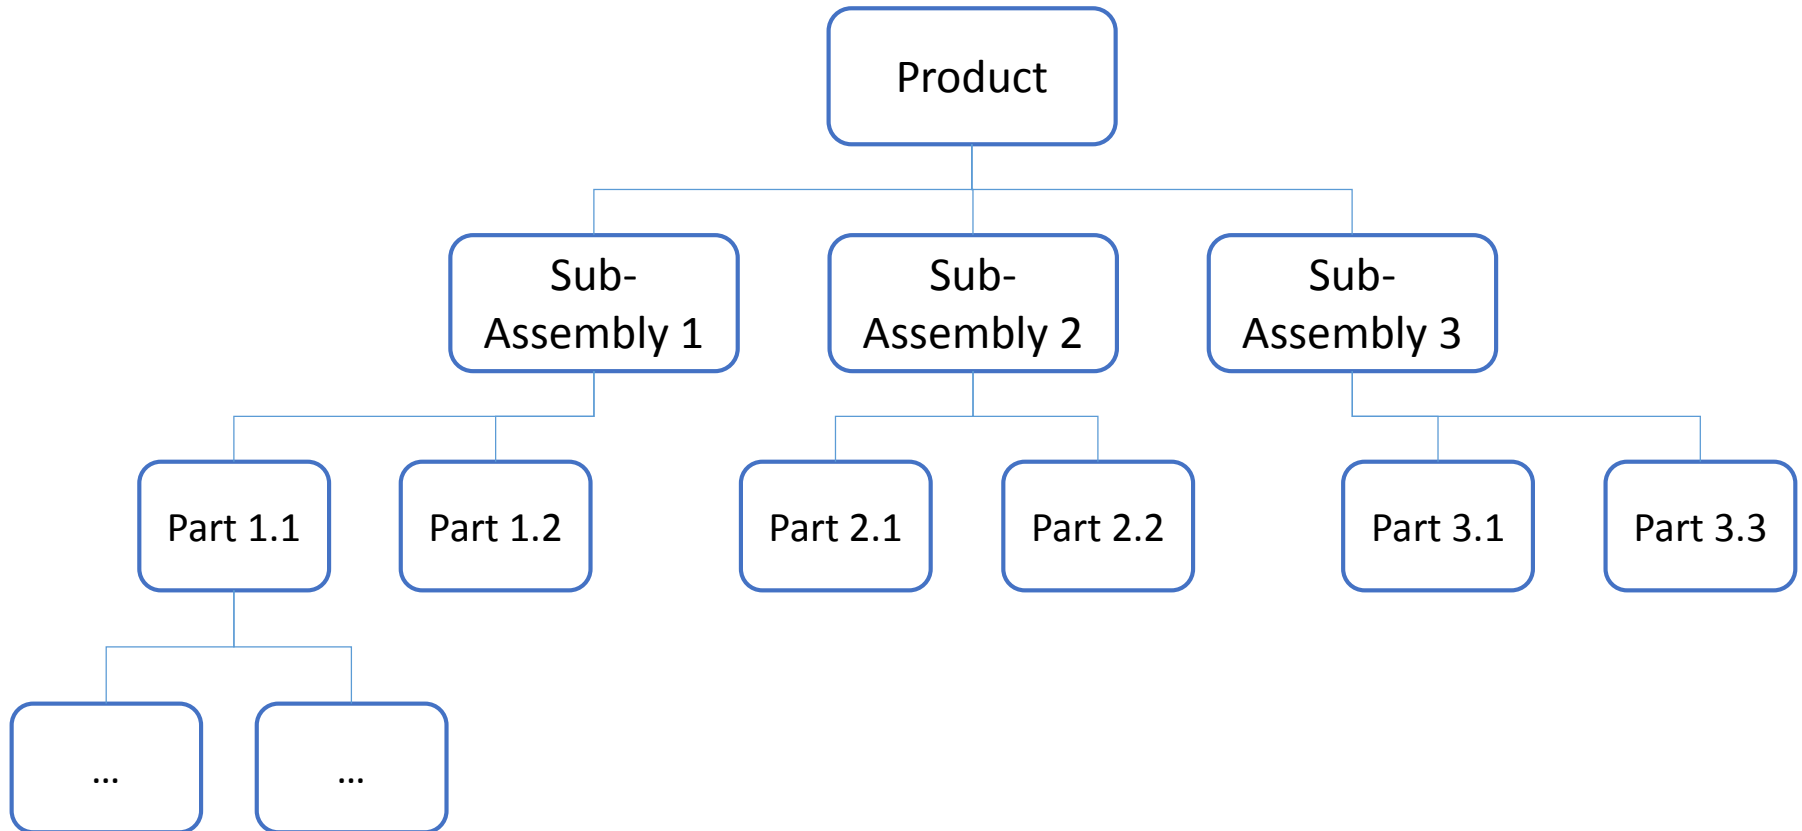 Product
Sub-
Assembly 1
Sub-
Assembly 2
Sub-
Assembly 3
Part 1.1
Part 1.2
Part 2.1
Part 2.2
Part 3.1
Part 3.3
...
...